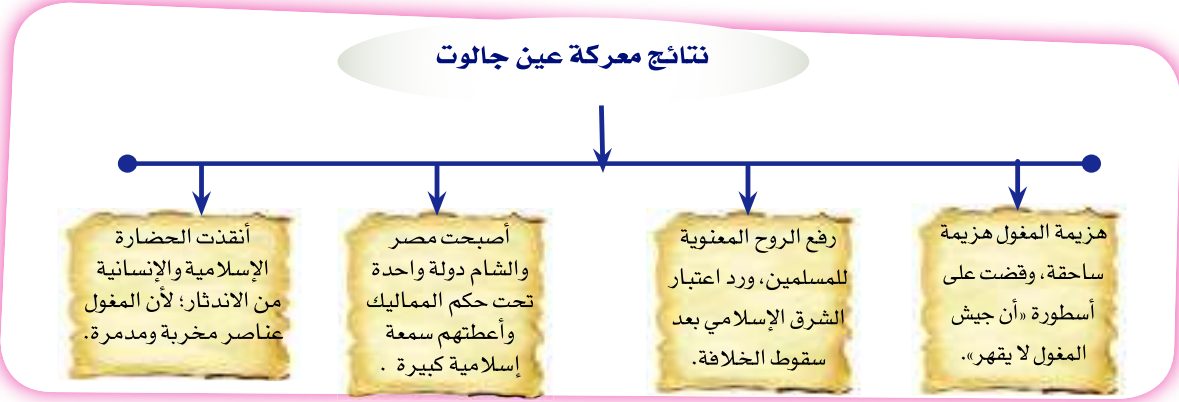 نتائج معركة عين جالوت
هزيمة المغول هزيمة
ساحقة، وقضت على
أسطورة «أن جيش
المغول لا يقهر».
رفع الروح المعنوية
للمسلمين، ورد اعتبار
الشرق الإسلامي بعد
سقوط الخلافة.
أصبحت مصر
والشام دولة واحدة
تحت حكم المماليك
وأعطتهم سمعة
إسلامية كبيرة .
أنقذت الحضارة
الإسلامية والإنسانية
من الاندثار؛ لأن المغول
عناصر مخربة ومدمرة.